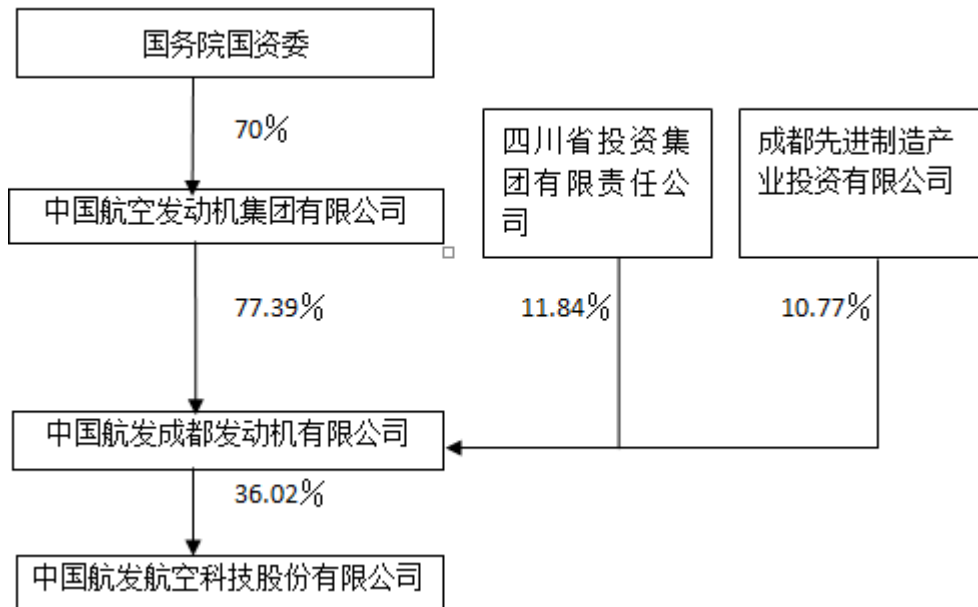 国务院国资委
70%
四川省投资集
团有限责任公
司
成都先进制造产
业投资有限公司
中国航空发动机集团有限公司
77.39%
11.84%
10.77%
中国航发成都发动机有限公司
36.02%
中国航发航空科技股份有限公司